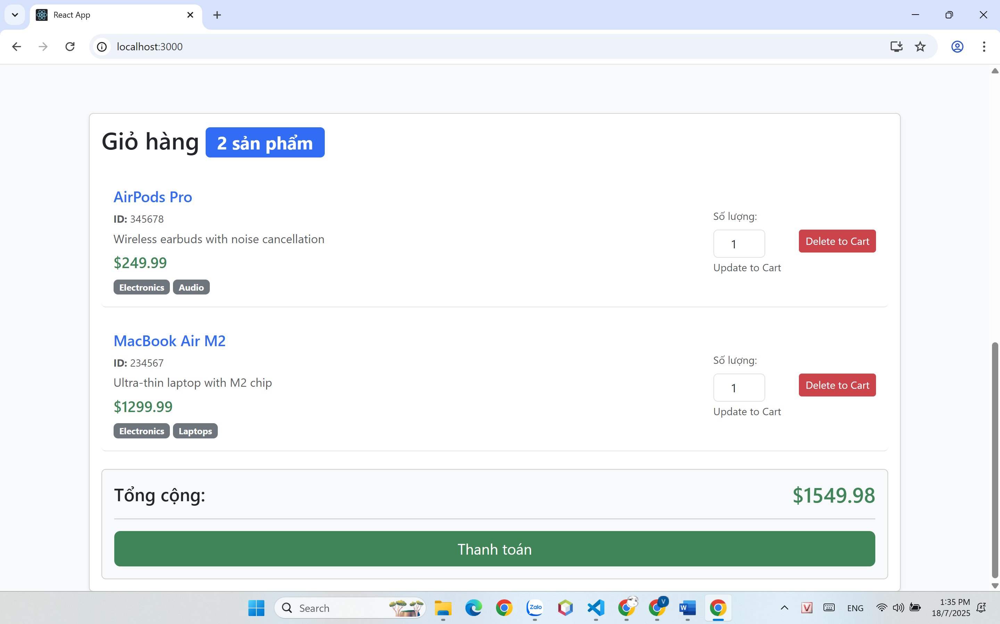 React App
localhost:3000
Giỏ hàng 2 sản phẩm
AirPods Pro
ID: 345678
Wireless earbuds with noise cancellation
$249.99
Electronics Audio
Số lượng:
1
Update to Cart
Delete to Cart
MacBook Air M2
ID: 234567
Ultra-thin laptop with M2 chip
$1299.99
Electronics Laptops
Số lượng:
1
Update to Cart
Delete to Cart
Tổng cộng:
$1549.98
Thanh toán
Search
Zalo
V
W
V
ENG
1:35 PM
18/7/2025